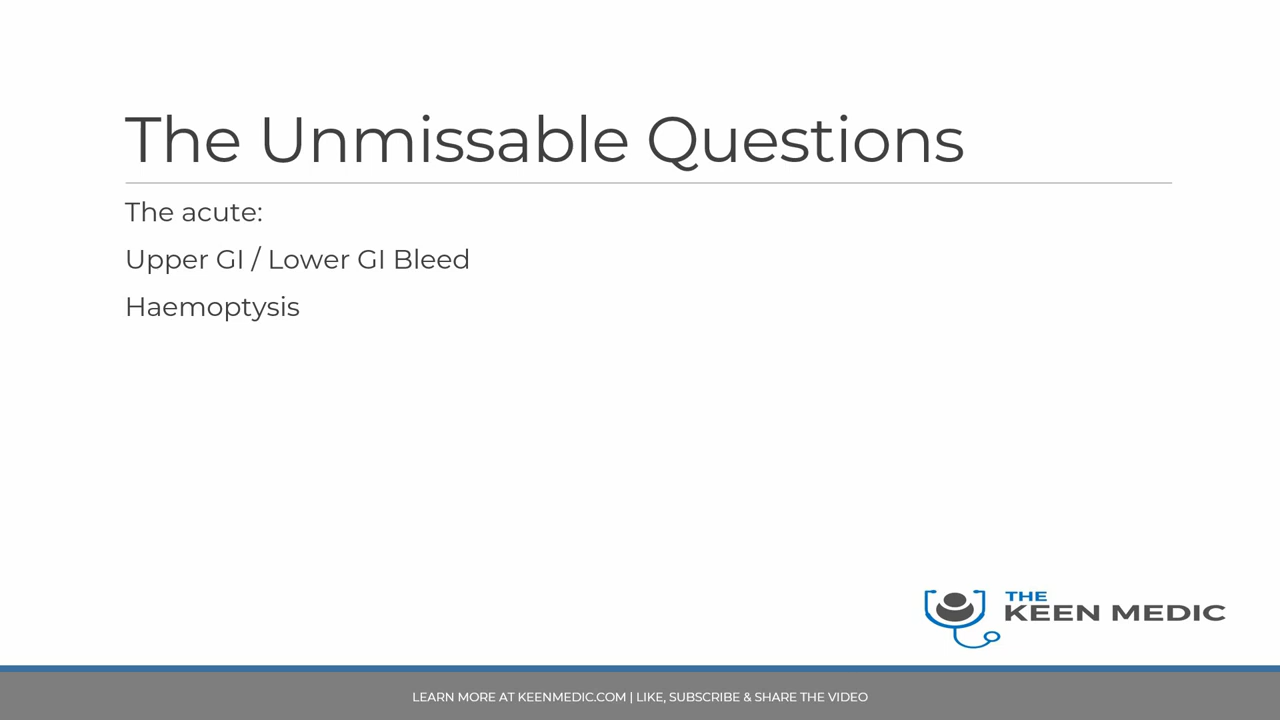 The Unmissable Questions
The acute:
Upper GI / Lower GI Bleed
Haemoptysis
THE
KEEN MEDIC
LEARN MORE AT KEENMEDIC.COM | LIKE, SUBSCRIBE & SHARE THE VIDEO